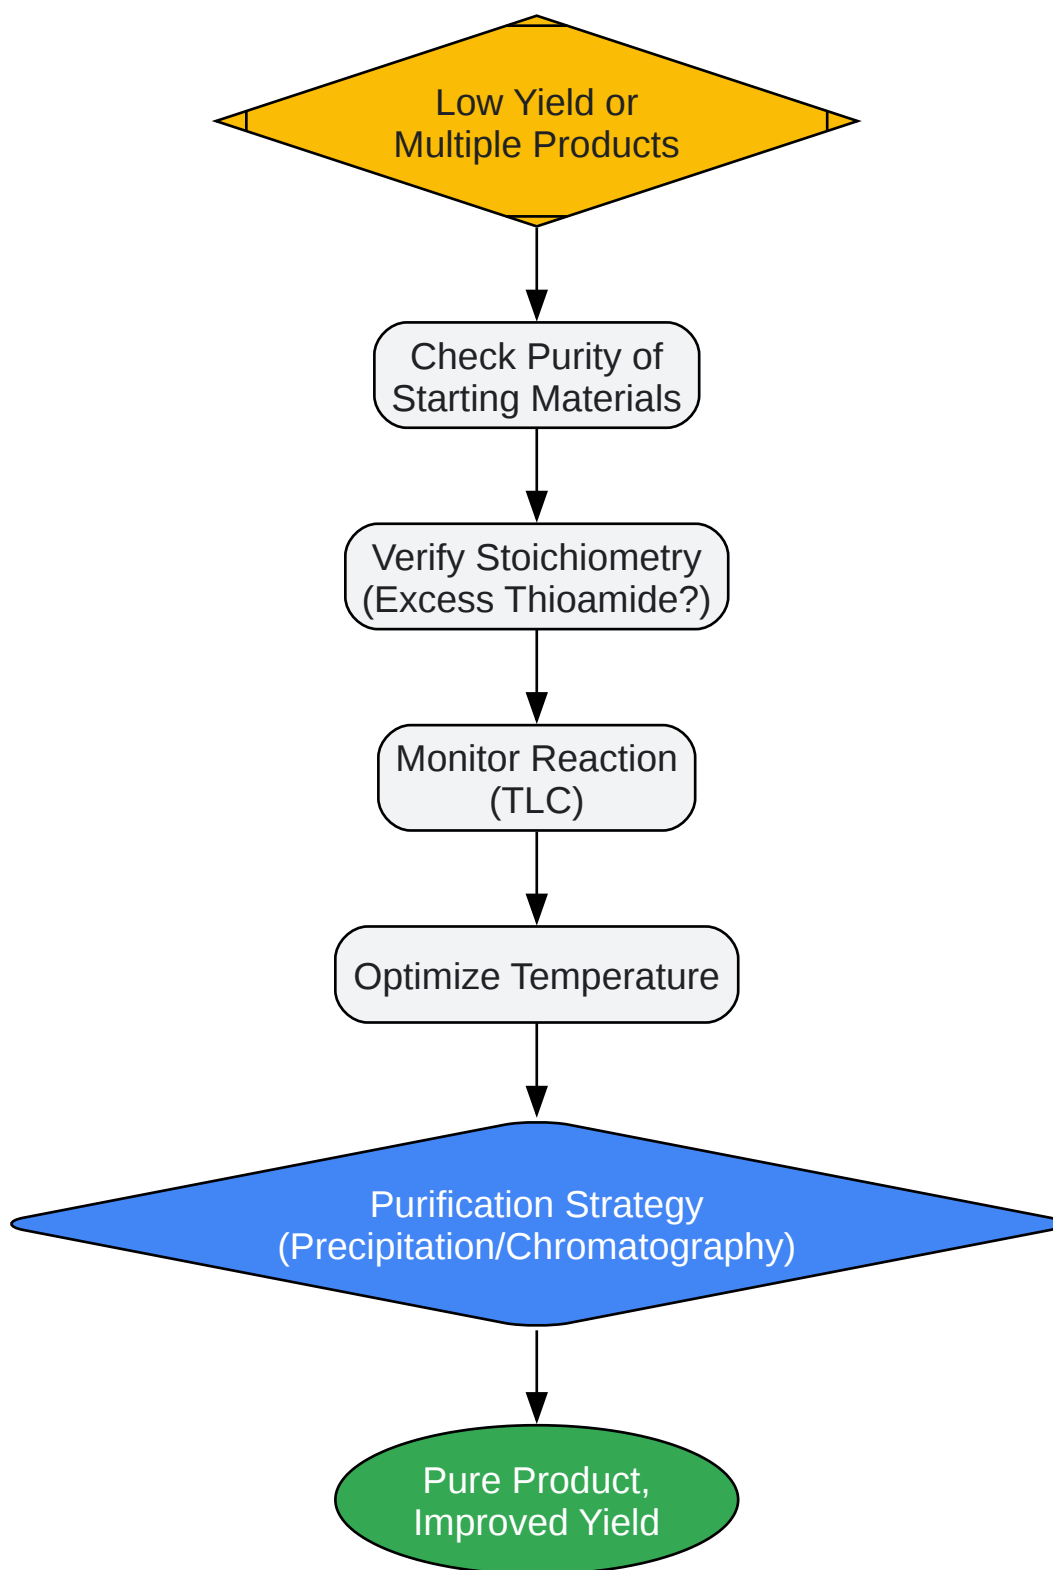 Low Yield or
Multiple Products
Check Purity of
Starting Materials
Verify Stoichiometry
(Excess Thioamide?)
Monitor Reaction
(TLC)
Optimize Temperature
Purification Strategy
(Precipitation/Chromatography)
Pure Product,
Improved Yield